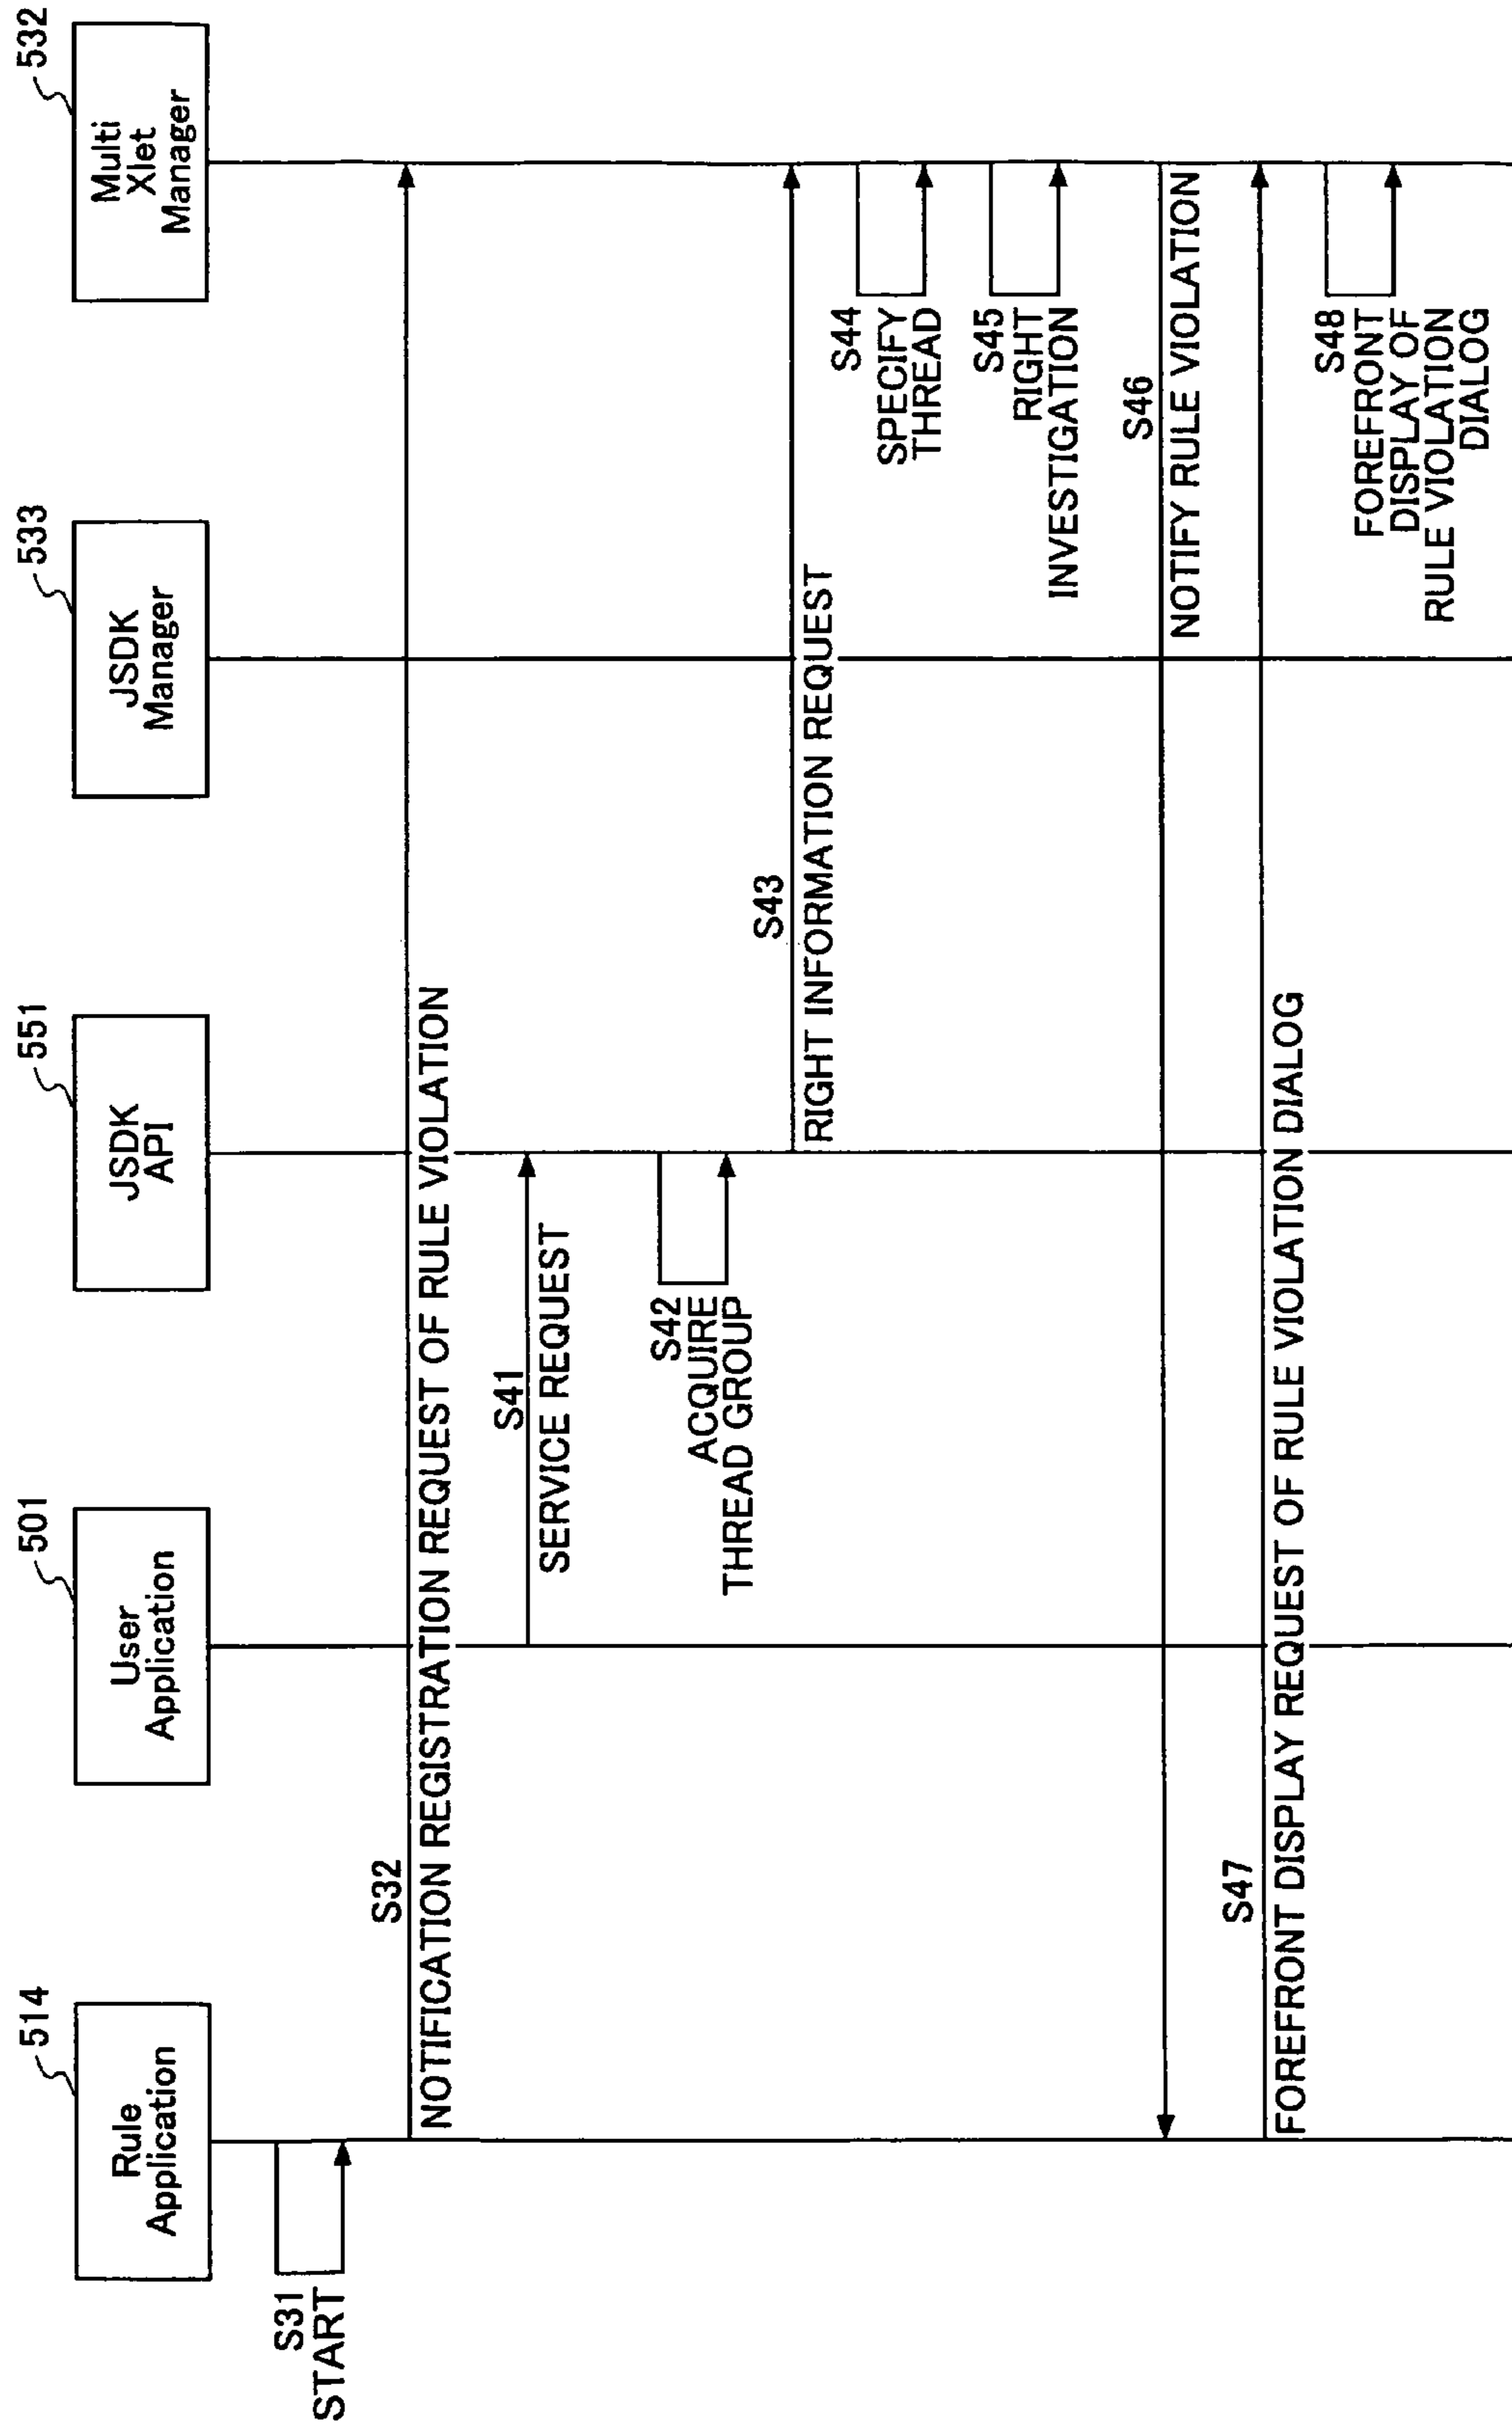 514
Rule
Application
501
User
Application
551
JSDK
API
533
JSDK
Manager
532
Multi
Xlet
Manager
S31
START
S32
NOTIFICATION REGISTRATION REQUEST OF RULE VIOLATION
S41
SERVICE REQUEST
S42
ACQUIRE
THREAD GROUP
S43
RIGHT INFORMATION REQUEST
S44
SPECIFY
THREAD
S45
RIGHT
INVESTIGATION
S46
NOTIFY RULE VIOLATION
S47
FOREFRONT DISPLAY REQUEST OF RULE VIOLATION DIALOG
S48
FOREFRONT
DISPLAY OF
RULE VIOLATION
DIALOG